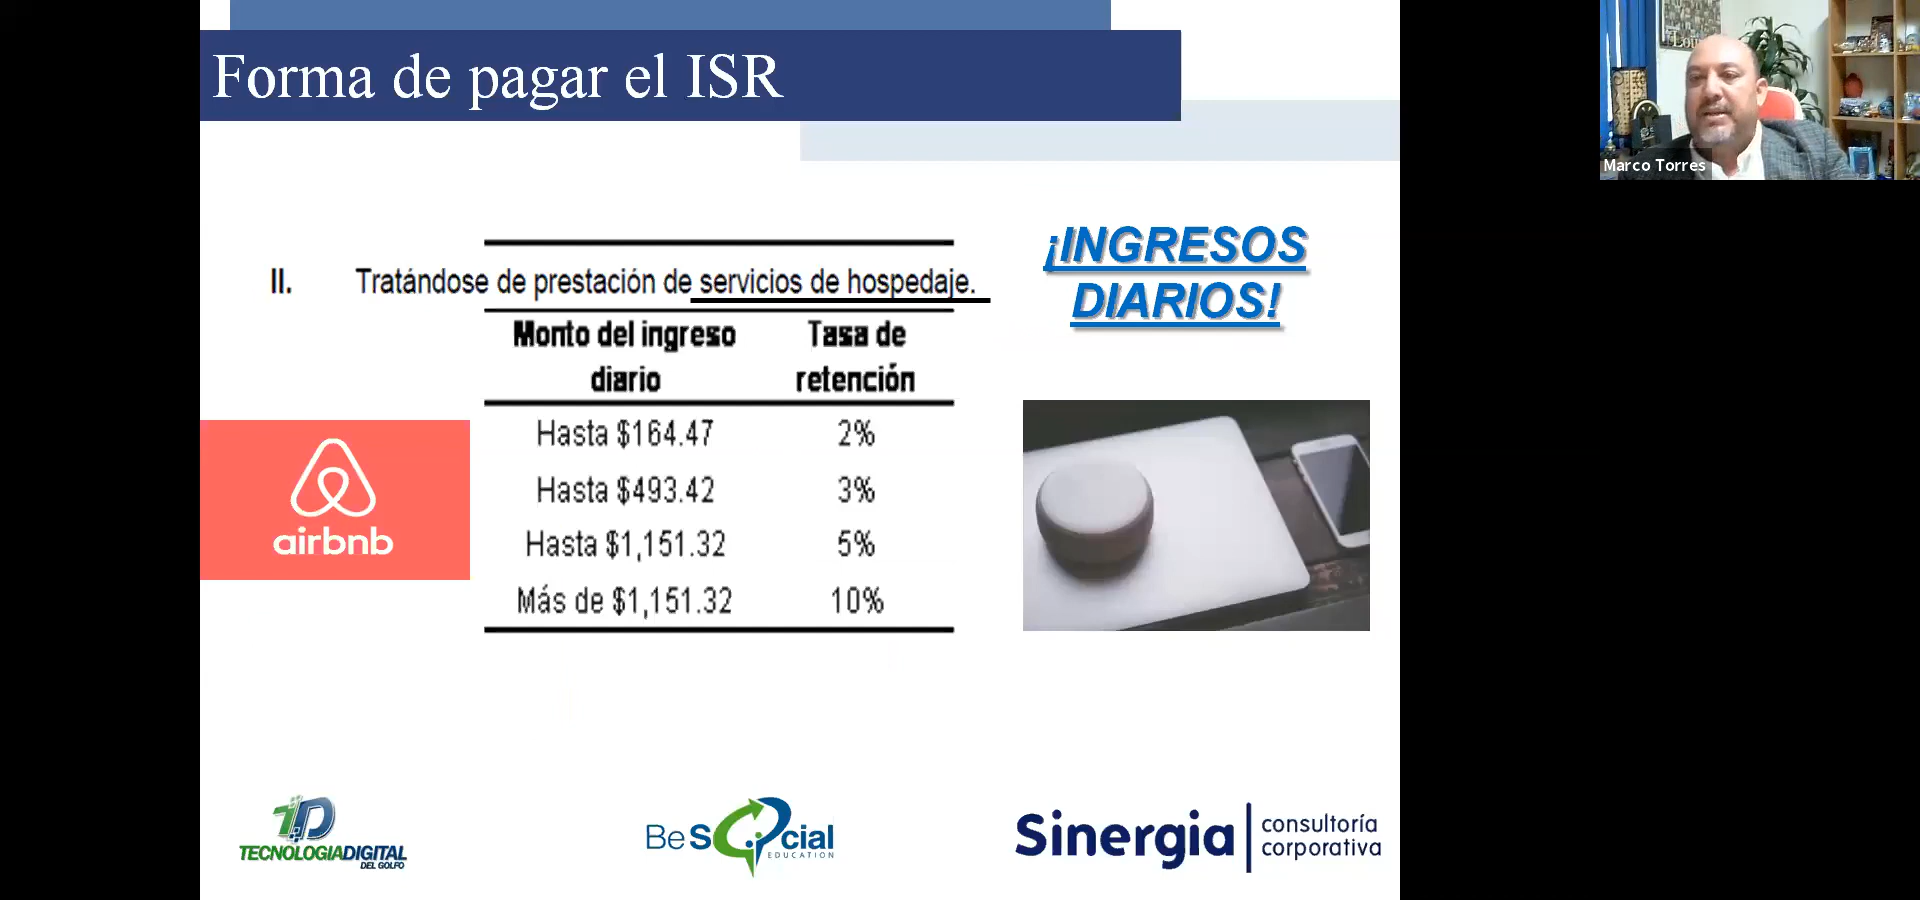 Forma de pagar el ISR
Marco Torres
¡INGRESOS
DIARIOS!
II. Tratándose de prestación de servicios de hospedaje.
Monto del ingreso diario Tasa de retención
Hasta $164.47 2%
Hasta $493.42 3%
Hasta $1,151.32 5%
Más de $1,151.32 10%
airbnb
TECNOLOGIADIGITAL
DEL GOLFO
Be Social
EDUCATION
Sinergia
consultoría
corporativa